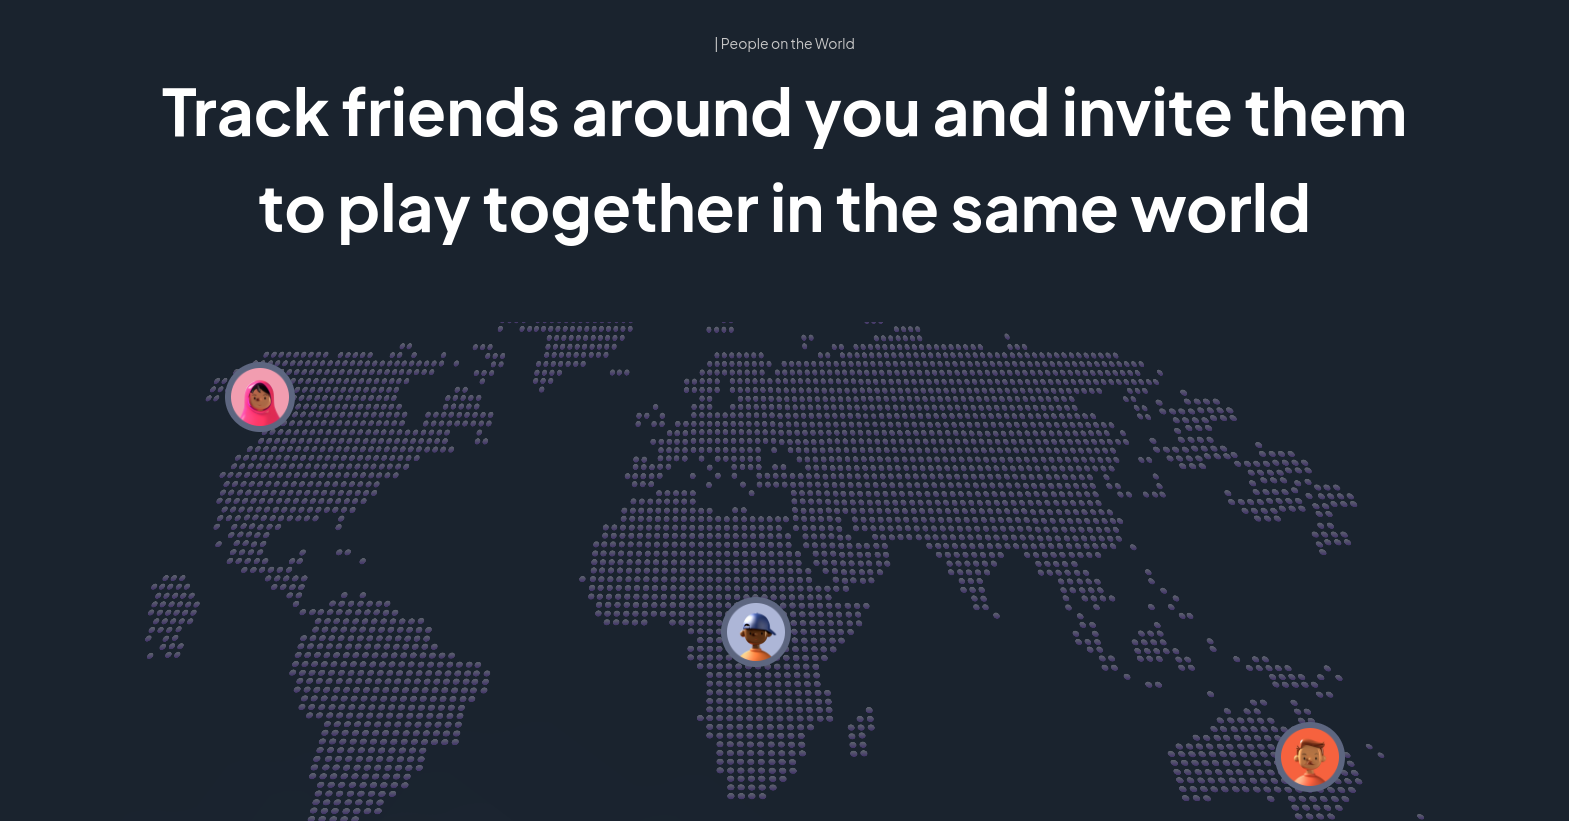 | People on the World
Track friends around you and invite them
to play together in the same world